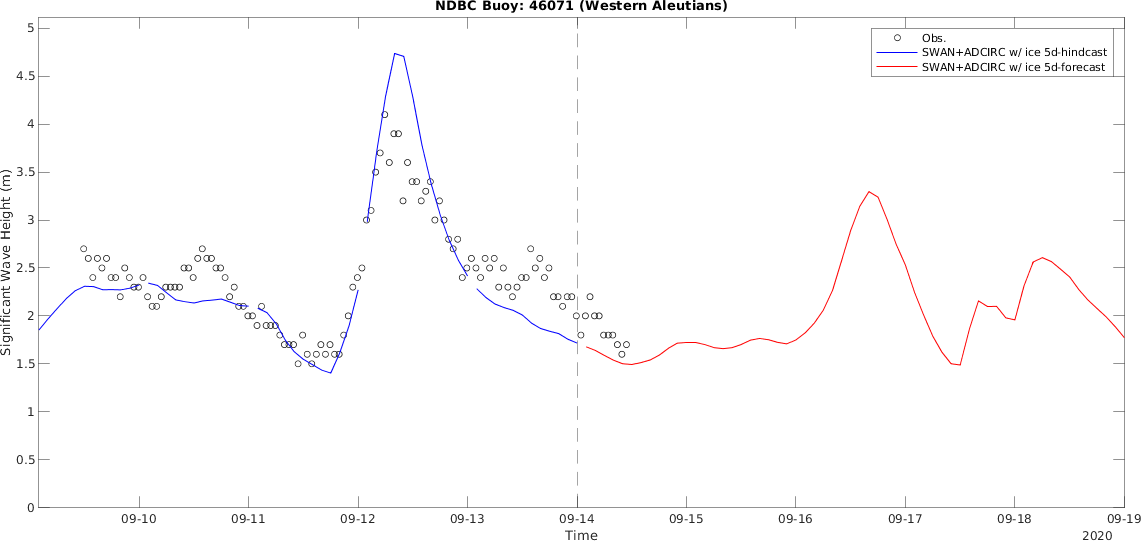 NDBC Buoy: 46071 (Western Aleutians)
Obs.
SWAN+ADCIRC w/ ice 5d-hindcast
SWAN+ADCIRC w/ ice 5d-forecast
Significant Wave Height (m)
5
4.5
4
3.5
3
2.5
2
1.5
1
0.5
0
09-10 09-11 09-12 09-13 09-14 09-15 09-16 09-17 09-18 09-19
Time
2020